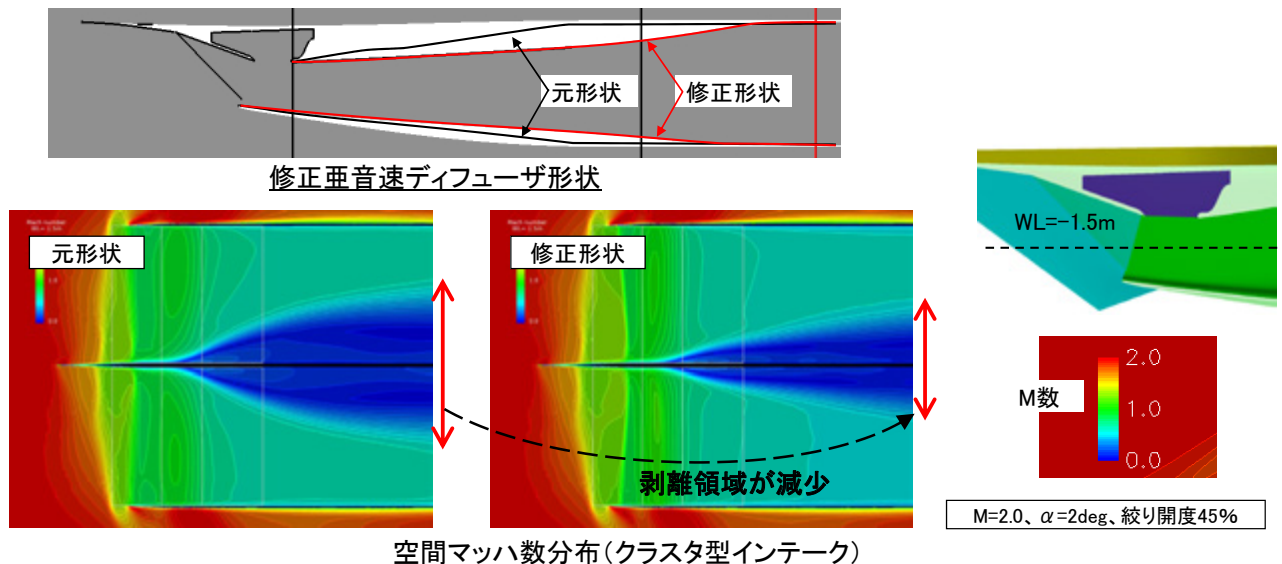 元形状
修正形状
修正亜音速ディフューザ形状
元形状
修正形状
WL=-1.5m
2.0
M数
1.0
0.0
剥離領域が減少
M=2.0、α=2deg、絞り開度45%
空間マッハ数分布(クラスタ型インテーク)